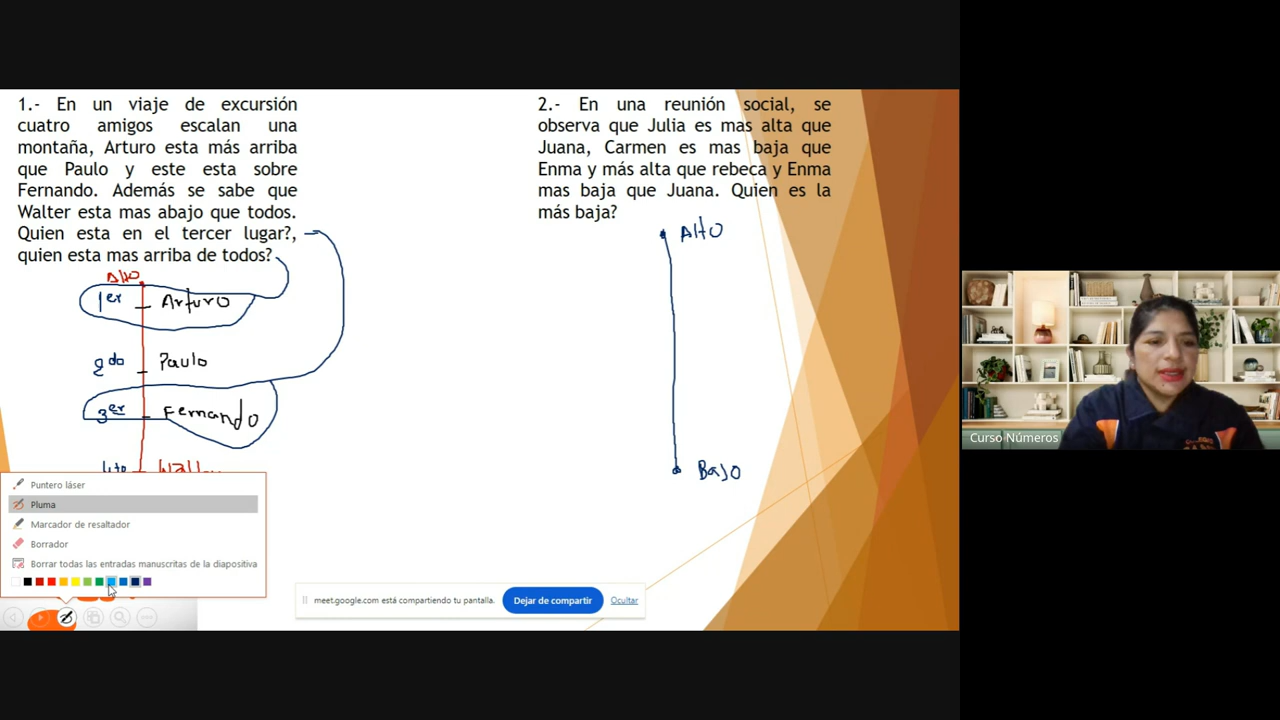 1.- En un viaje de excursión
cuatro amigos escalan una
montaña, Arturo esta más arriba
que Paulo y este esta sobre
Fernando. Además se sabe que
Walter esta mas abajo que todos.
Quien esta en el tercer lugar?,
quien esta mas arriba de todos?
Alto
1er Arturo
2do Paulo
3er Fernando
4to
2.- En una reunión social, se
observa que Julia es mas alta que
Juana, Carmen es mas baja que
Enma y más alta que rebeca y Enma
mas baja que Juana. Quien es la
más baja?
Alto
Bajo
Puntero láser
Pluma
Marcador de resaltador
Borrador
Borrar todas las entradas manuscritas de la diapositiva
meet.google.com está compartiendo tu pantalla.
Dejar de compartir
Ocultar
Curso Números